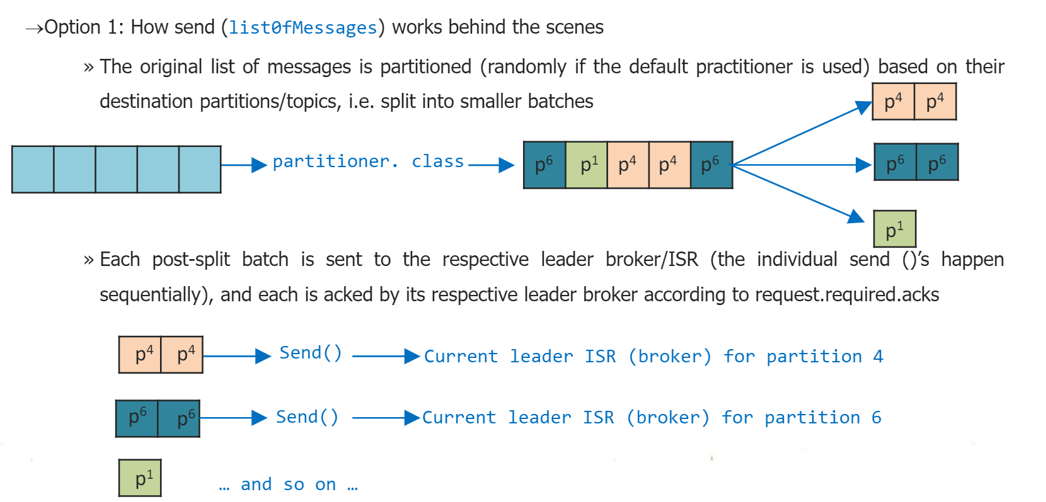 →Option 1: How send (list0fMessages) works behind the scenes
» The original list of messages is partitioned (randomly if the default practitioner is used) based on their
destination partitions/topics, i.e. split into smaller batches
p⁴ p⁴
partitioner. class
p⁶ p¹ p⁴ p⁴ p⁶
p⁶ p⁶
p¹
» Each post-split batch is sent to the respective leader broker/ISR (the individual send ()’s happen
sequentially), and each is acked by its respective leader broker according to request.required.acks
p⁴ p⁴ Send() Current leader ISR (broker) for partition 4
p⁶ p⁶ Send() Current leader ISR (broker) for partition 6
p¹ … and so on …